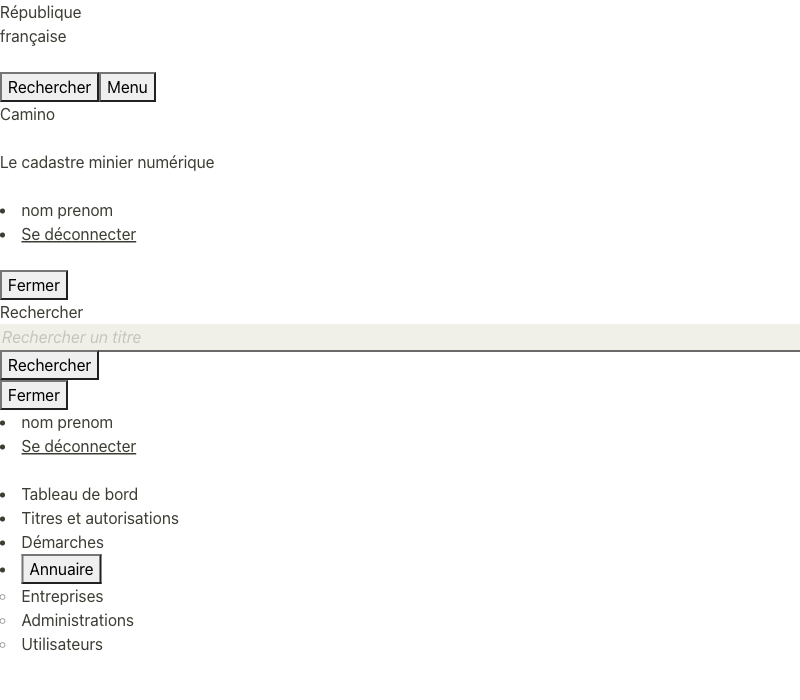 République
française
Rechercher Menu
Camino
Le cadastre minier numérique
nom prenom
Se déconnecter
Fermer
Rechercher
Rechercher un titre
Rechercher
Fermer
nom prenom
Se déconnecter
Tableau de bord
Titres et autorisations
Démarches
Annuaire
Entreprises
Administrations
Utilisateurs